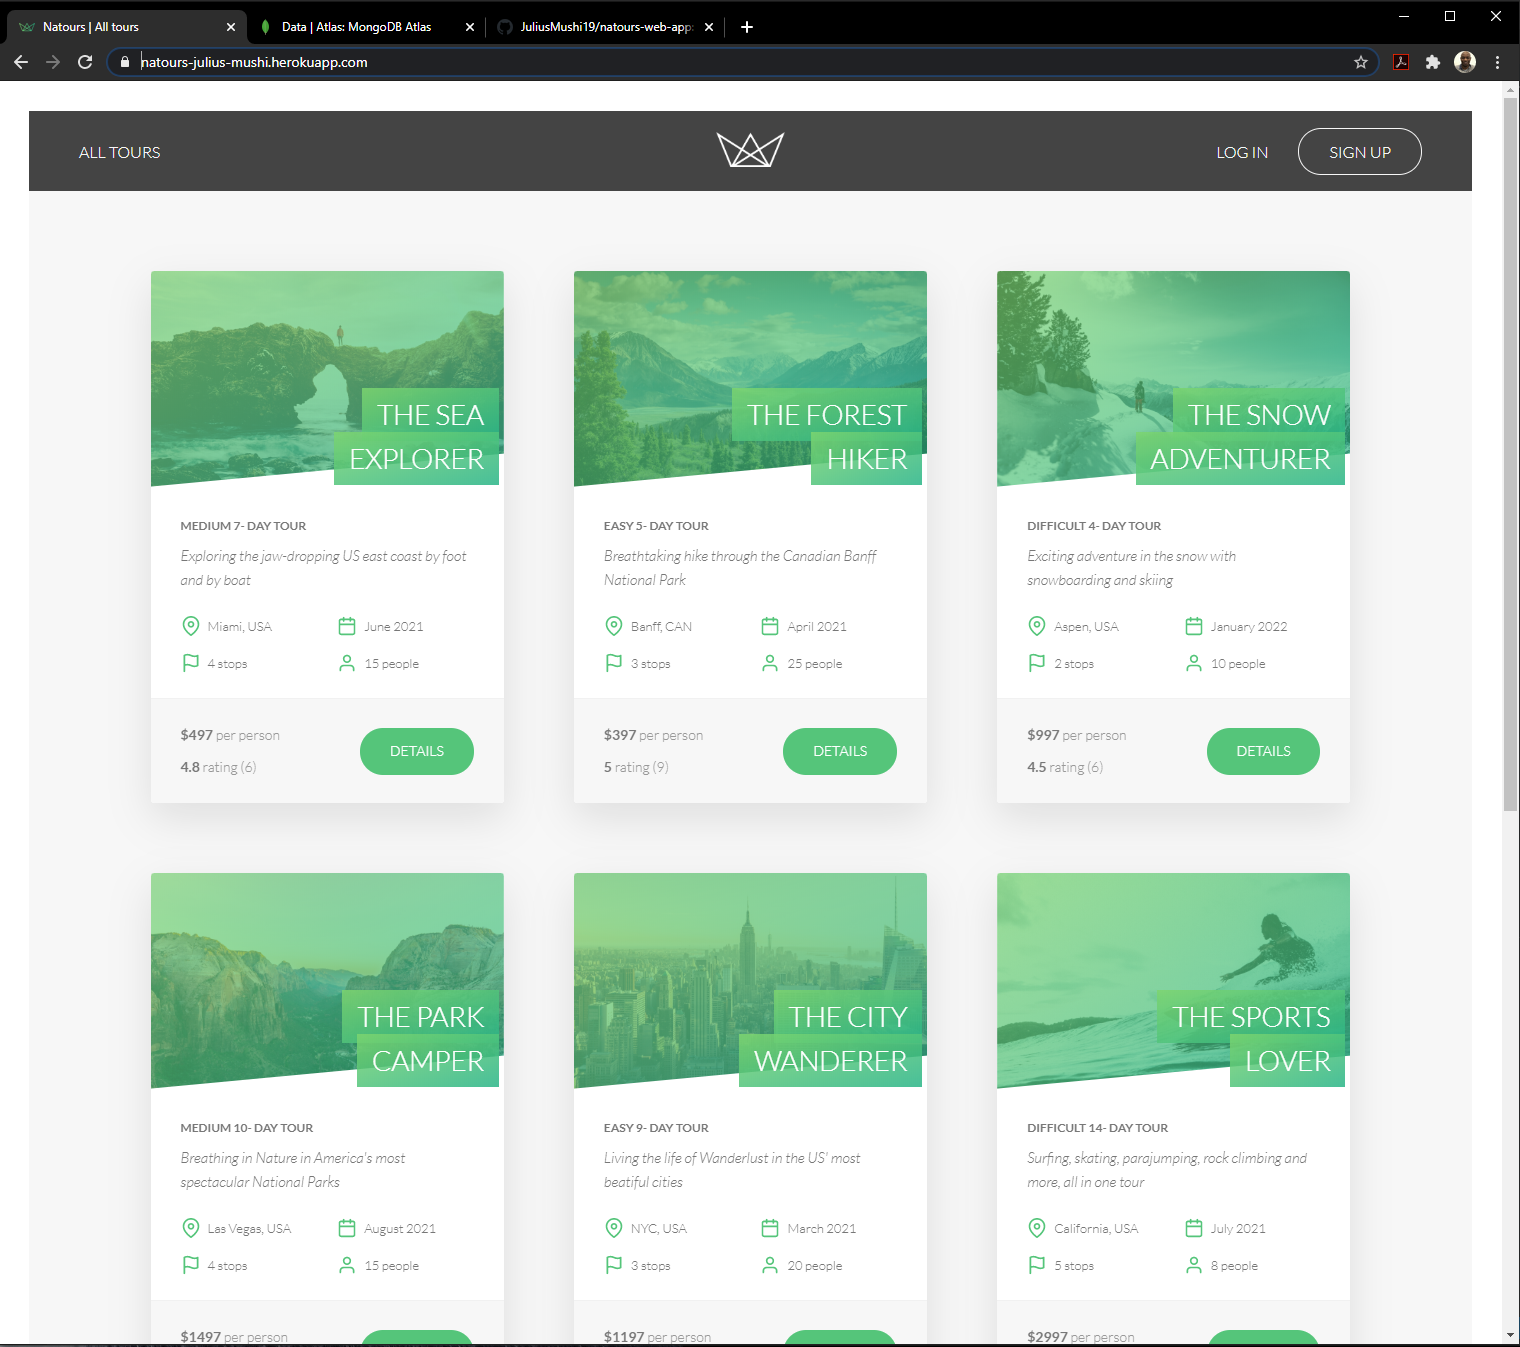 Natours | All tours
Data | Atlas: MongoDB Atlas
JuliusMushi19/natours-web-app:
natours-julius-mushi.herokuapp.com
ALL TOURS
LOG IN
SIGN UP
THE SEA
EXPLORER
MEDIUM 7- DAY TOUR
Exploring the jaw-dropping US east coast by foot
and by boat
Miami, USA
June 2021
4 stops
15 people
$497 per person
4.8 rating (6)
DETAILS
THE FOREST
HIKER
EASY 5- DAY TOUR
Breathtaking hike through the Canadian Banff
National Park
Banff, CAN
April 2021
3 stops
25 people
$397 per person
5 rating (9)
DETAILS
THE SNOW
ADVENTURER
DIFFICULT 4- DAY TOUR
Exciting adventure in the snow with
snowboarding and skiing
Aspen, USA
January 2022
2 stops
10 people
$997 per person
4.5 rating (6)
DETAILS
THE PARK
CAMPER
MEDIUM 10- DAY TOUR
Breathing in Nature in America's most
spectacular National Parks
Las Vegas, USA
August 2021
4 stops
15 people
$1497 per person
THE CITY
WANDERER
EASY 9- DAY TOUR
Living the life of Wanderlust in the US' most
beatiful cities
NYC, USA
March 2021
3 stops
20 people
$1197 per person
THE SPORTS
LOVER
DIFFICULT 14- DAY TOUR
Surfing, skating, parajumping, rock climbing and
more, all in one tour
California, USA
July 2021
5 stops
8 people
$2997 per person